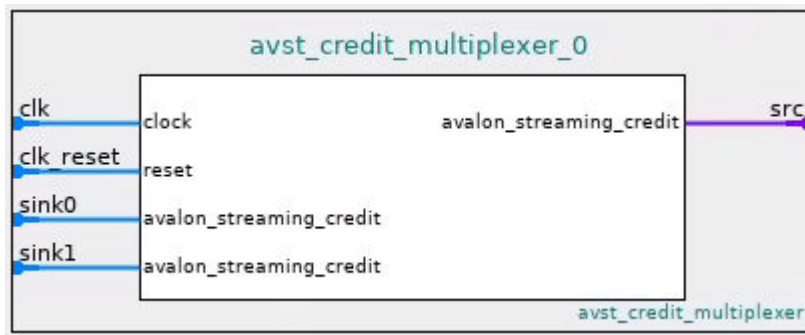 avst_credit_multiplexer_0
clk
clock
avalon_streaming_credit
src
clk_reset
reset
sink0
avalon_streaming_credit
sink1
avalon_streaming_credit
avst_credit_multiplexer